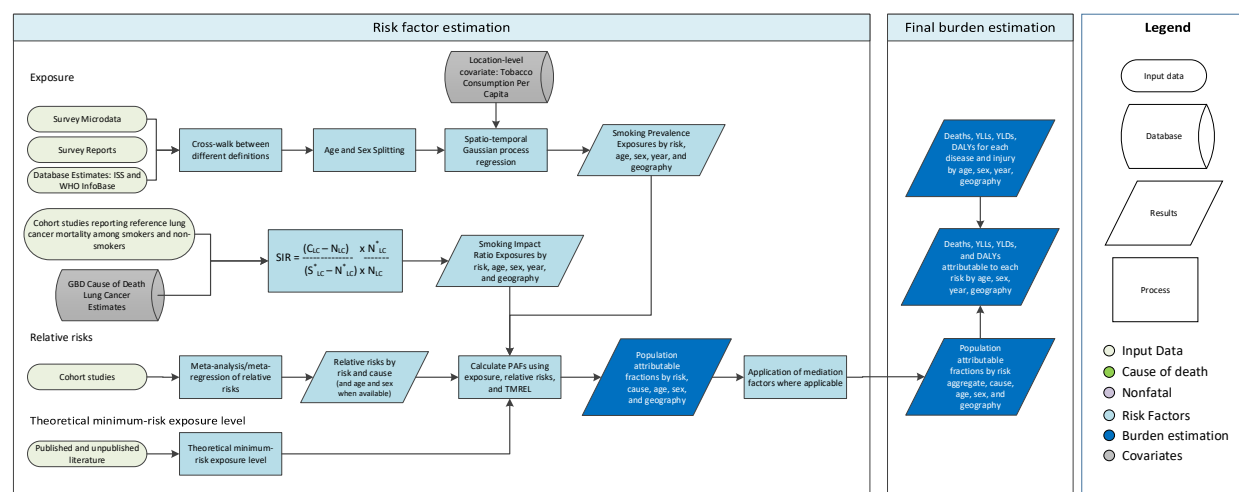 Risk factor estimation
Exposure
Location-level
covariate: Tobacco
Consumption Per
Capita
Survey Microdata
Survey Reports
Database Estimates: ISS and
WHO InfoBase
Cross-walk between
different definitions
Age and Sex Splitting
Spatio-temporal
Gaussian process
regression
Smoking Prevalence
Exposures by risk,
age, sex, year, and
geography
Cohort studies reporting reference lung
cancer mortality among smokers and non-
smokers
GBD Cause of Death
Lung Cancer
Estimates
(C_LC – N_LC) x N*_LC
SIR = --------------- -------
(S*_LC – N*_LC) x N_LC
Smoking Impact
Ratio Exposures by
risk, age, sex, year,
and geography
Relative risks
Cohort studies
Meta-analysis/meta-
regression of relative
risks
Relative risks by
risk and cause
(and age and sex
when available)
Calculate PAFs using
exposure, relative risks,
and TMREL
Population
attributable
fractions by risk,
cause, age, sex,
and geography
Application of mediation
factors where applicable
Theoretical minimum-risk exposure level
Published and unpublished
literature
Theoretical minimum-
risk exposure level
Final burden estimation
Deaths, YLLs, YLDs,
DALYs for each
disease and injury
by age, sex, year,
geography
Deaths, YLLs, YLDs,
and DALYs
attributable to each
risk by age, sex,
year, geography
Population
attributable
fractions by risk
aggregate, cause,
age, sex, and
geography
Legend
Input data
Database
Results
Process
Input Data
Cause of death
Nonfatal
Risk Factors
Burden estimation
Covariates